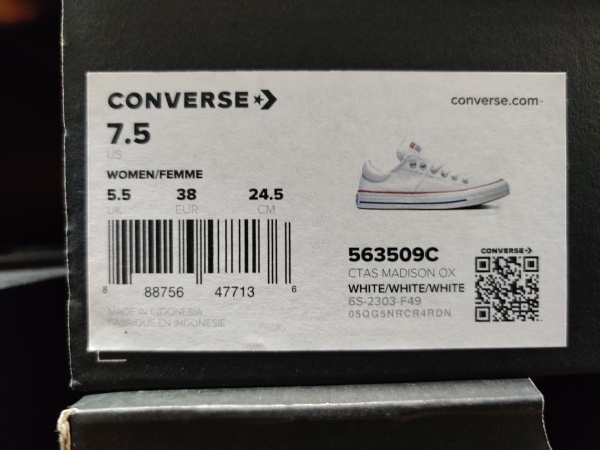 CONVERSE
converse.com
7.5
US
WOMEN/FEMME
5.5 38 24.5
UK EUR CM
8 88756 47713 6
MADE IN INDONESIA
FABRIQUÉ EN INDONÉSIE
563509C
CTAS MADISON OX
WHITE/WHITE/WHITE
6S-2303-F49
05QG5NRCR4RDN
CONVERSE